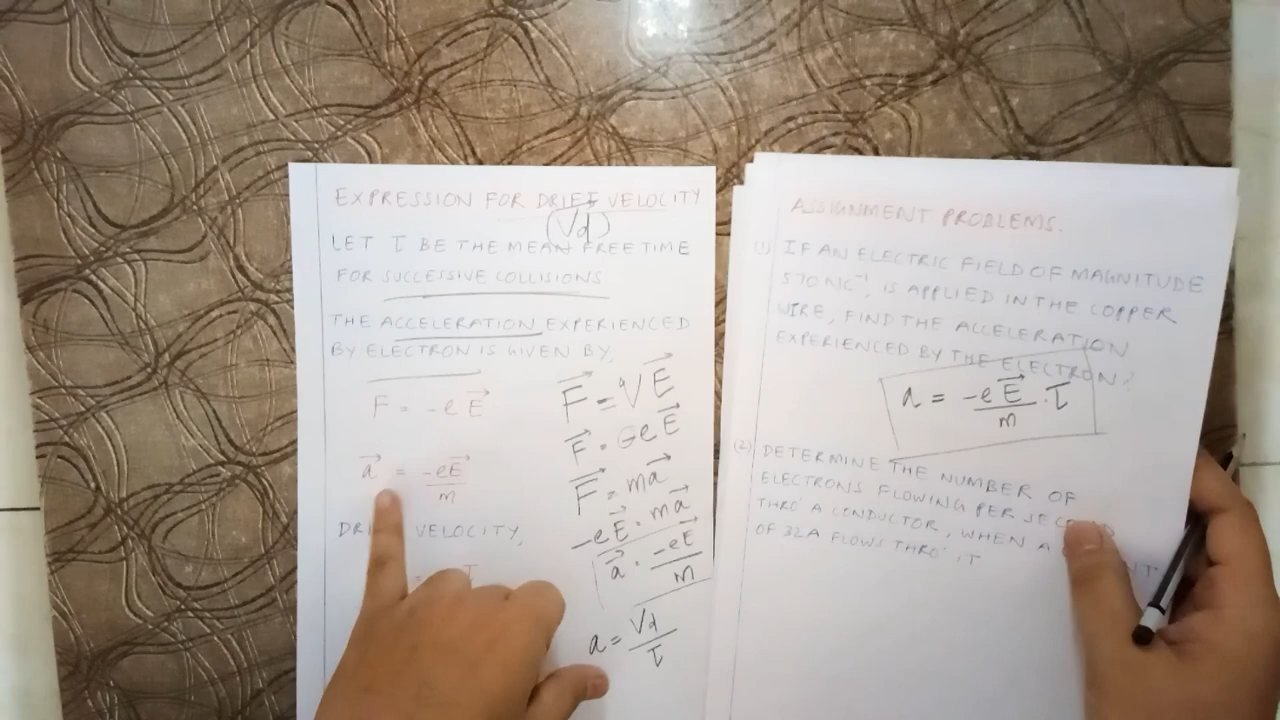 EXPRESSION FOR DRIFT VELOCITY
(Vd)
LET τ BE THE MEAN FREE TIME
FOR SUCCESSIVE COLLISIONS
THE ACCELERATION EXPERIENCED
BY ELECTRON IS GIVEN BY,
F = -e E⃗
a⃗ = -eE⃗/m
VELOCITY,
= τ
F⃗ = qE⃗
F⃗ = -eE⃗
F⃗ = ma⃗
-eE⃗ = ma⃗
a⃗ = -eE⃗/m
a = Vd/τ
ASSIGNMENT PROBLEMS.
(1) IF AN ELECTRIC FIELD OF MAGNITUDE
570 NC⁻¹, IS APPLIED IN THE COPPER
WIRE, FIND THE ACCELERATION
EXPERIENCED BY THE ELECTRON?
a = -eE⃗/m . τ
(2) DETERMINE THE NUMBER OF
ELECTRONS FLOWING PER SECOND
THRO' A CONDUCTOR, WHEN A
OF 32A FLOWS THRO' IT